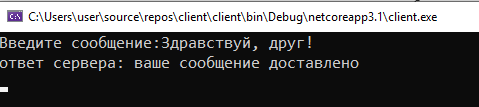 C:\Users\user\source\repos\client\client\bin\Debug\netcoreapp3.1\client.exe
Введите сообщение:Здравствуй, друг!
ответ сервера: ваше сообщение доставлено